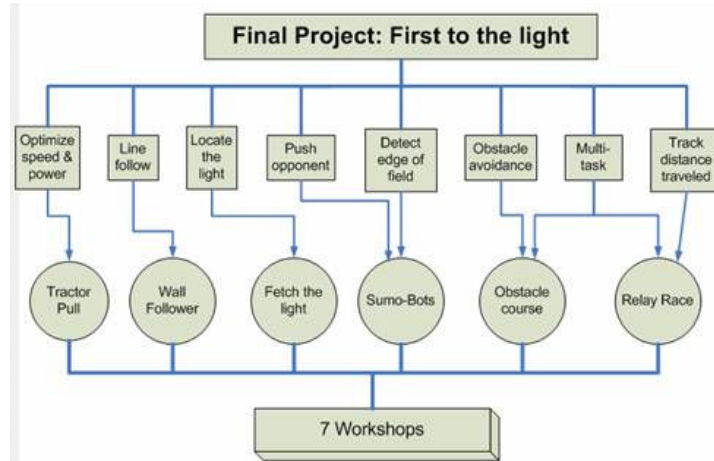 Final Project: First to the light
Optimize
speed &
power
Line
follow
Locate
the
light
Push
opponent
Detect
edge of
field
Obstacle
avoidance
Multi-
task
Track
distance
traveled
Tractor
Pull
Wall
Follower
Fetch the
light
Sumo-Bots
Obstacle
course
Relay Race
7 Workshops